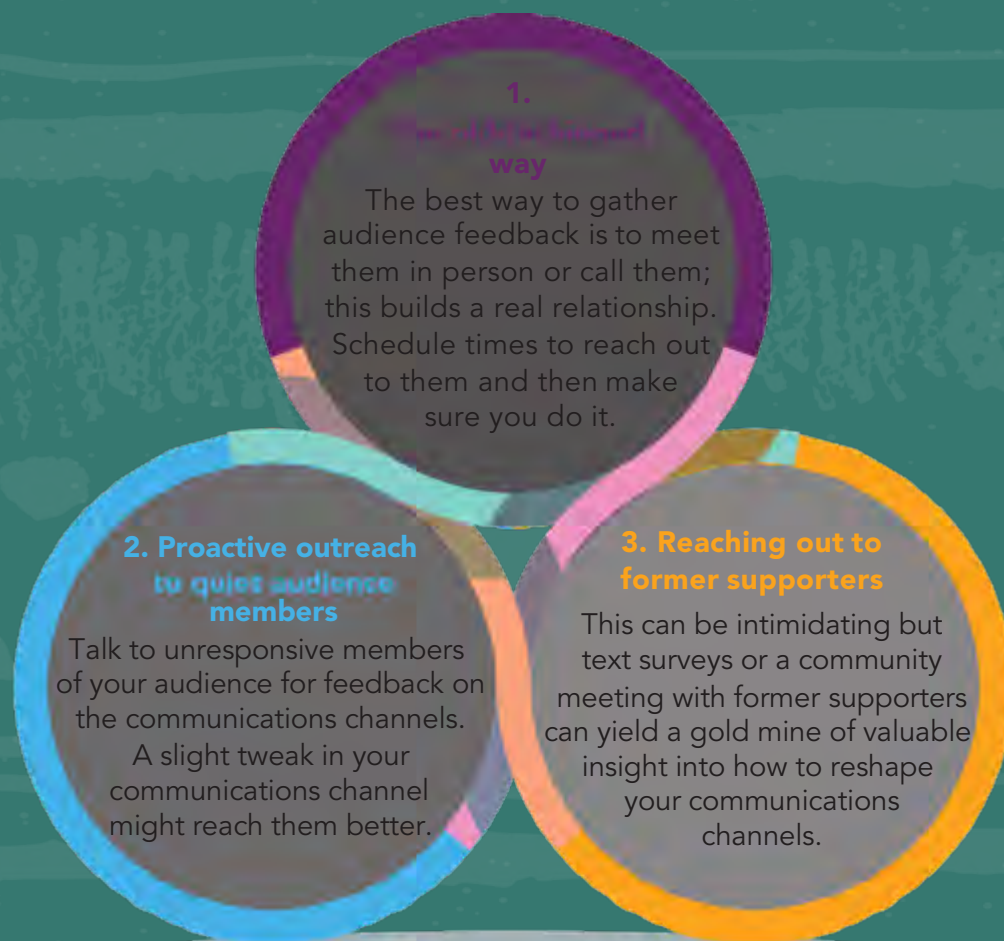 1.
way
The best way to gather
audience feedback is to meet
them in person or call them;
this builds a real relationship.
Schedule times to reach out
to them and then make
sure you do it.
2. Proactive outreach
to quiet audience
members
Talk to unresponsive members
of your audience for feedback on
the communications channels.
A slight tweak in your
communications channel
might reach them better.
3. Reaching out to
former supporters
This can be intimidating but
text surveys or a community
meeting with former supporters
can yield a gold mine of valuable
insight into how to reshape
your communications
channels.